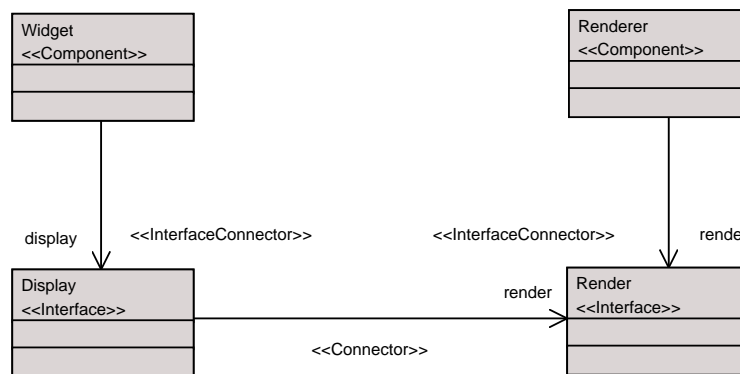 Widget
<<Component>>
Renderer
<<Component>>
display
<<InterfaceConnector>>
<<InterfaceConnector>>
Display
<<Interface>>
render
<<Connector>>
Render
<<Interface>>